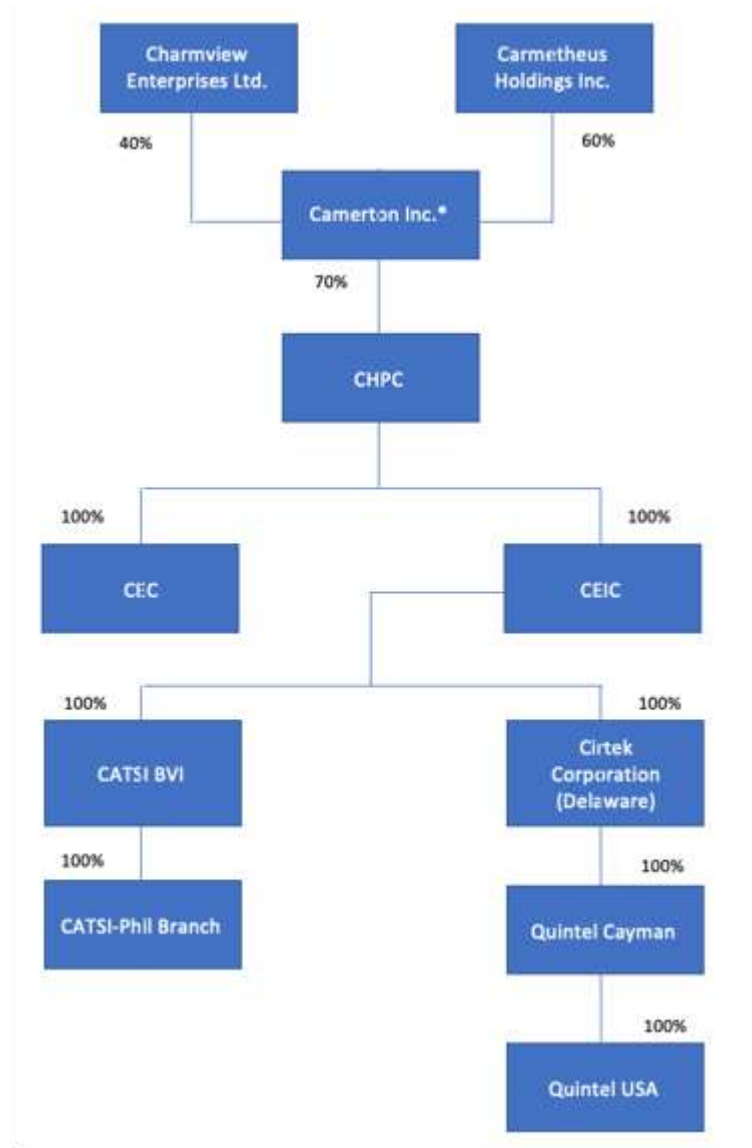 Charmview
Enterprises Ltd.
Carmetheus
Holdings Inc.
40%
60%
Camerton Inc.*
70%
CHPC
100%
100%
CEC
CEIC
100%
100%
CATSI BVI
Cirtek
Corporation
(Delaware)
100%
100%
CATSI-Phil Branch
Quintel Cayman
100%
Quintel USA